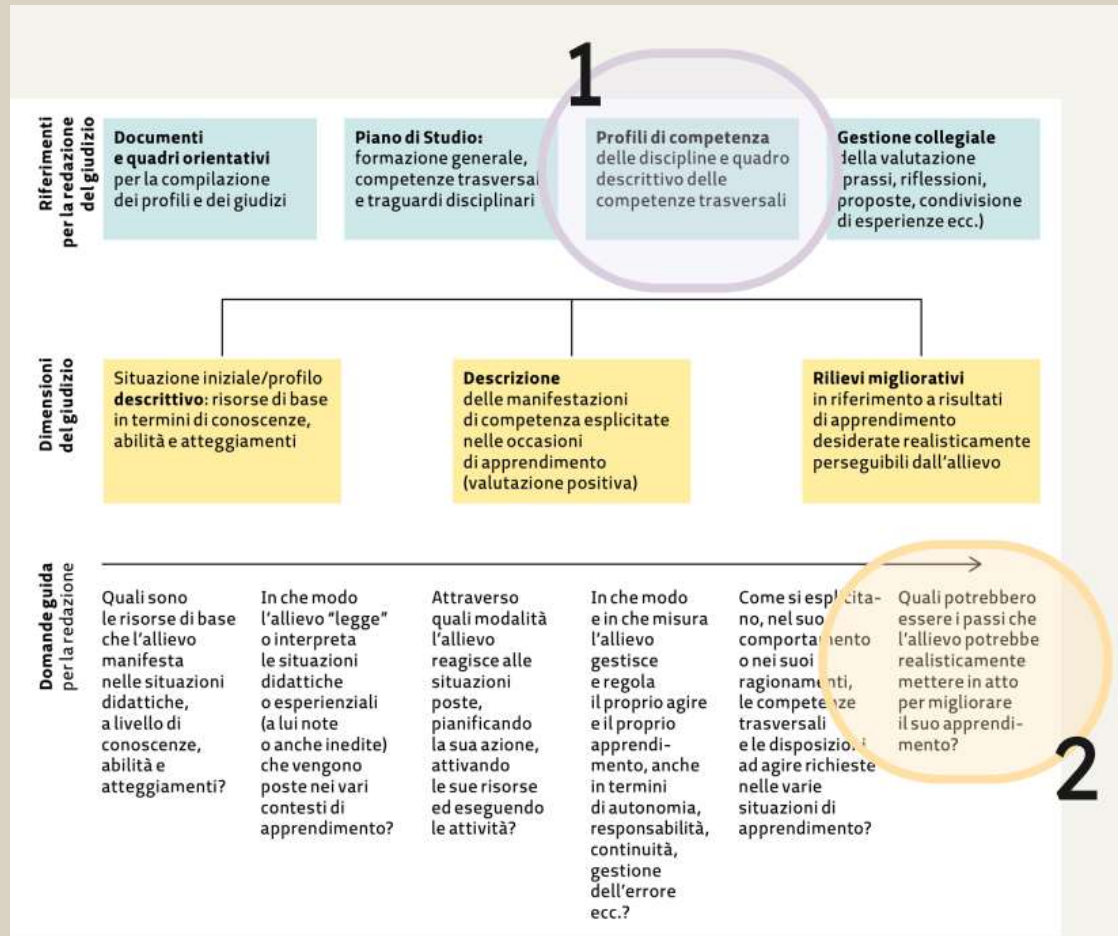 1
Riferimenti
per la redazione
del giudizio
Documenti
e quadri orientativi
per la compilazione
dei profili e dei giudizi
Piano di Studio:
formazione generale,
competenze trasversal
e traguardi disciplinari
Profili di competenza
delle discipline e quadro
descrittivo delle
competenze trasversali
Gestione collegiale
della valutazione
prassi, riflessioni,
proposte, condivisione
di esperienze ecc.)
Dimensioni
del giudizio
Situazione iniziale/profilo
descrittivo: risorse di base
in termini di conoscenze,
abilità e atteggiamenti
Descrizione
delle manifestazioni
di competenza esplicitate
nelle occasioni
di apprendimento
(valutazione positiva)
Rilievi migliorativi
in riferimento a risultati
di apprendimento
desiderate realisticamente
perseguibili dall'allievo
Domande guida
per la redazione
Quali sono
le risorse di base
che l'allievo
manifesta
nelle situazioni
didattiche,
a livello di
conoscenze,
abilità e
atteggiamenti?
In che modo
l'allievo "legge"
o interpreta
le situazioni
didattiche
o esperienziali
(a lui note
o anche inedite)
che vengono
poste nei vari
contesti di
apprendimento?
Attraverso
quali modalità
l'allievo
reagisce alle
situazioni
poste,
pianificando
la sua azione,
attivando
le sue risorse
ed eseguendo
le attività?
In che modo
e in che misura
l'allievo
gestisce
e regola
il proprio agire
e il proprio
apprendi-
mento, anche
in termini
di autonomia,
responsabilità,
continuità,
gestione
dell'errore
ecc.?
Come si esplicita-
no, nel suo
comportamento
o nei suoi
ragionamenti,
le competenze
trasversali
e le disposizioni
ad agire richieste
nelle varie
situazioni di
apprendimento?
Quali potrebbero
essere i passi che
l'allievo potrebbe
realisticamente
mettere in atto
per migliorare
il suo apprendi-
mento?
2